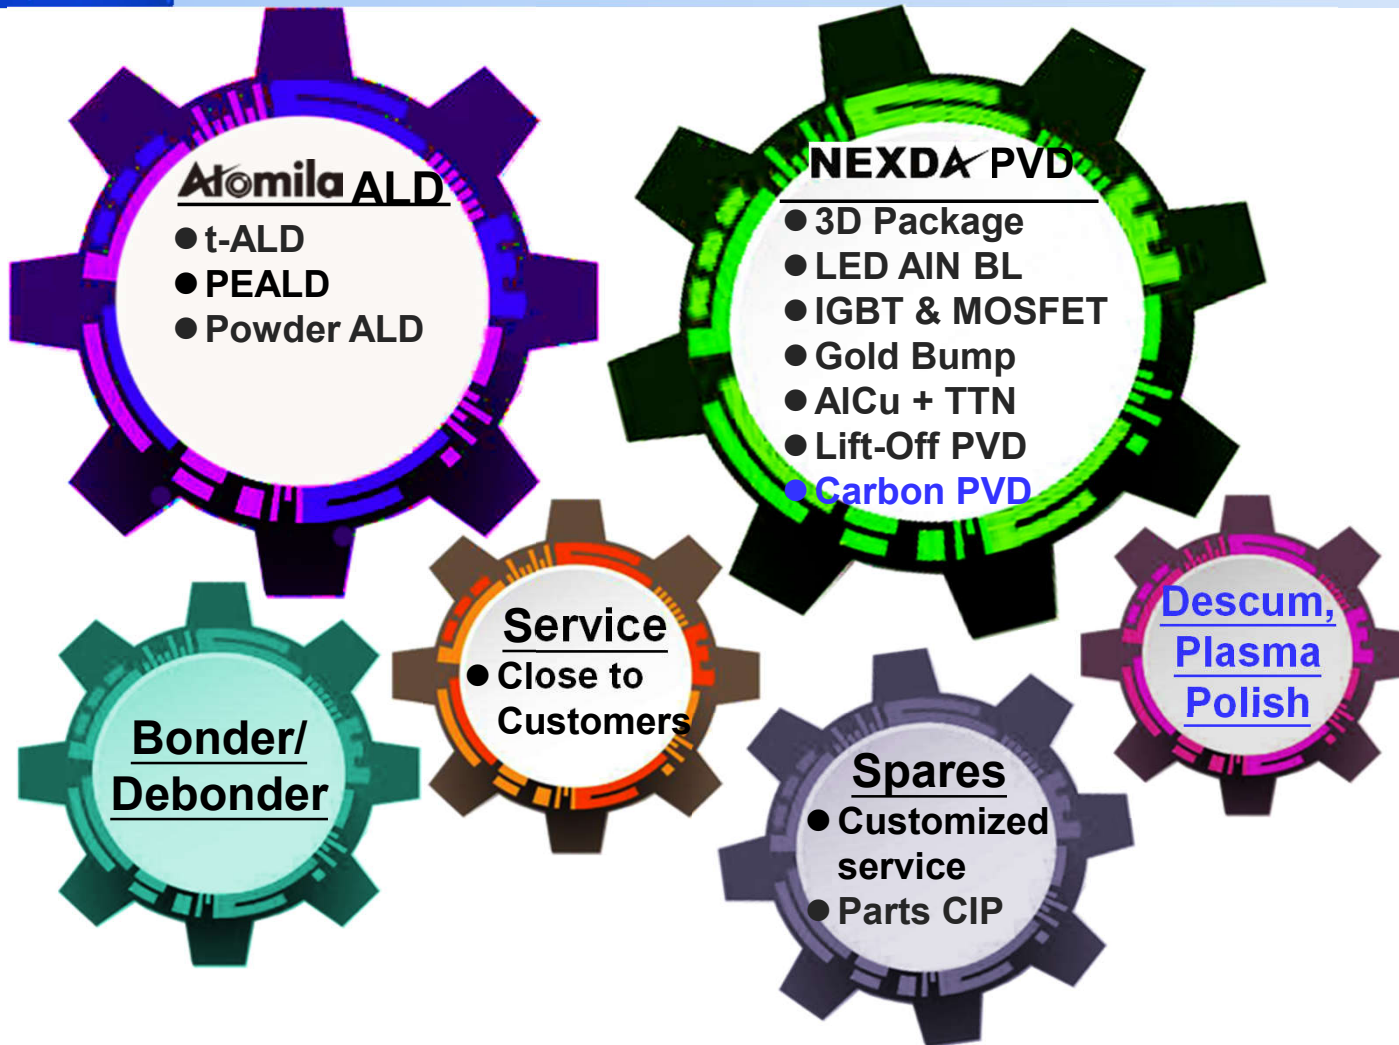 Atomila ALD
● t-ALD
● PEALD
● Powder ALD
NEXDA PVD
● 3D Package
● LED AlN BL
● IGBT & MOSFET
● Gold Bump
● AlCu + TTN
● Lift-Off PVD
● Carbon PVD
Service
● Close to
Customers
Descum,
Plasma
Polish
Bonder/
Debonder
Spares
● Customized
service
● Parts CIP